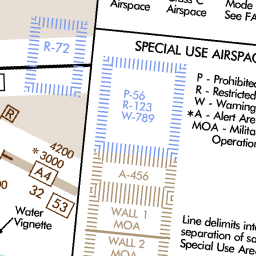 Airspace
Class C
Airspace
Mode
See FA
R-72
SPECIAL USE AIRSPAC
P-56
R-123
W-789
P - Prohibited
R - Restricted
W - Warning
*A - Alert Area
MOA - Milita
Operation
R
4200
*3000
A4
32
53
A-456
WALL 1
MOA
WALL 2
MOA
Water
Vignette
Line delimits inte
separation of sa
Special Use Area